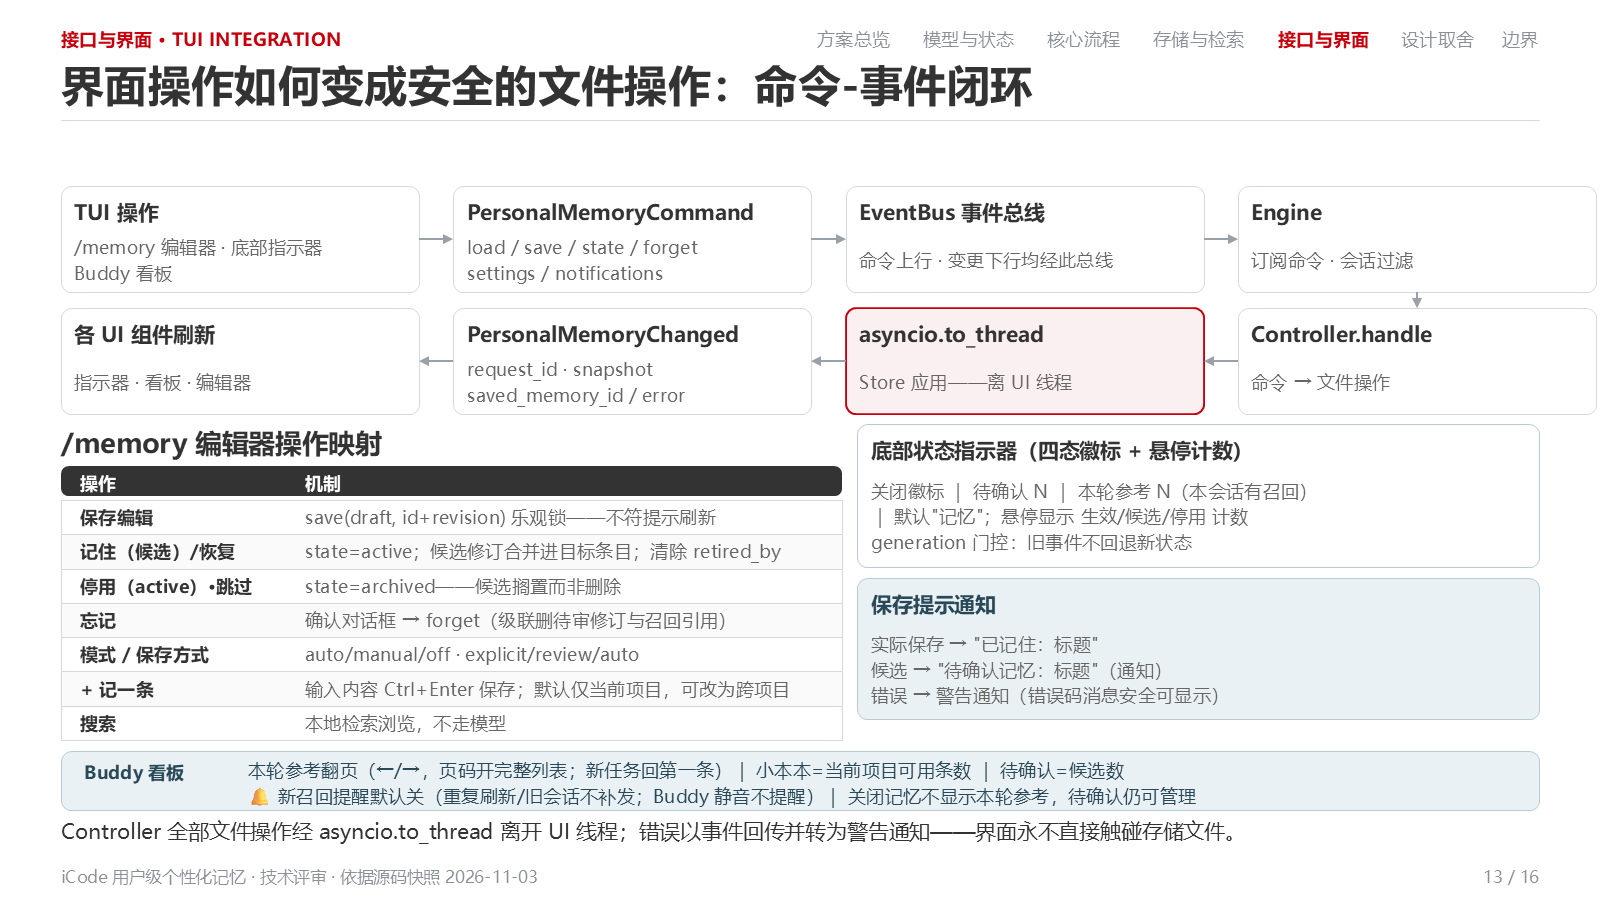 接口与界面 • TUI INTEGRATION
方案总览 模型与状态 核心流程 存储与检索 接口与界面 设计取舍 边界
界面操作如何变成安全的文件操作：命令-事件闭环
TUI 操作
/memory 编辑器 · 底部指示器
Buddy 看板
PersonalMemoryCommand
load / save / state / forget
settings / notifications
EventBus 事件总线
命令上行 · 变更下行均经此总线
Engine
订阅命令 · 会话过滤
各 UI 组件刷新
指示器 · 看板 · 编辑器
PersonalMemoryChanged
request_id · snapshot
saved_memory_id / error
asyncio.to_thread
Store 应用——离 UI 线程
Controller.handle
命令 → 文件操作
/memory 编辑器操作映射
操作 机制
保存编辑 save(draft, id+revision) 乐观锁——不符提示刷新
记住（候选）/恢复 state=active；候选修订合并进目标条目；清除 retired_by
停用（active）•跳过 state=archived——候选搁置而非删除
忘记 确认对话框 → forget（级联删待审修订与召回引用）
模式 / 保存方式 auto/manual/off · explicit/review/auto
+ 记一条 输入内容 Ctrl+Enter 保存；默认仅当前项目，可改为跨项目
搜索 本地检索浏览，不走模型
底部状态指示器（四态徽标 + 悬停计数）
关闭徽标 ｜ 待确认 N ｜ 本轮参考 N（本会话有召回）
｜ 默认"记忆"；悬停显示 生效/候选/停用 计数
generation 门控：旧事件不回退新状态
保存提示通知
实际保存 → "已记住：标题"
候选 → "待确认记忆：标题"（通知）
错误 → 警告通知（错误码消息安全可显示）
Buddy 看板 本轮参考翻页（←/→，页码开完整列表；新任务回第一条）｜ 小本本=当前项目可用条数 ｜ 待确认=候选数
🔔 新召回提醒默认关（重复刷新/旧会话不补发；Buddy 静音不提醒）｜ 关闭记忆不显示本轮参考，待确认仍可管理
Controller 全部文件操作经 asyncio.to_thread 离开 UI 线程；错误以事件回传并转为警告通知——界面永不直接触碰存储文件。
iCode 用户级个性化记忆 · 技术评审 · 依据源码快照 2026-11-03
13 / 16